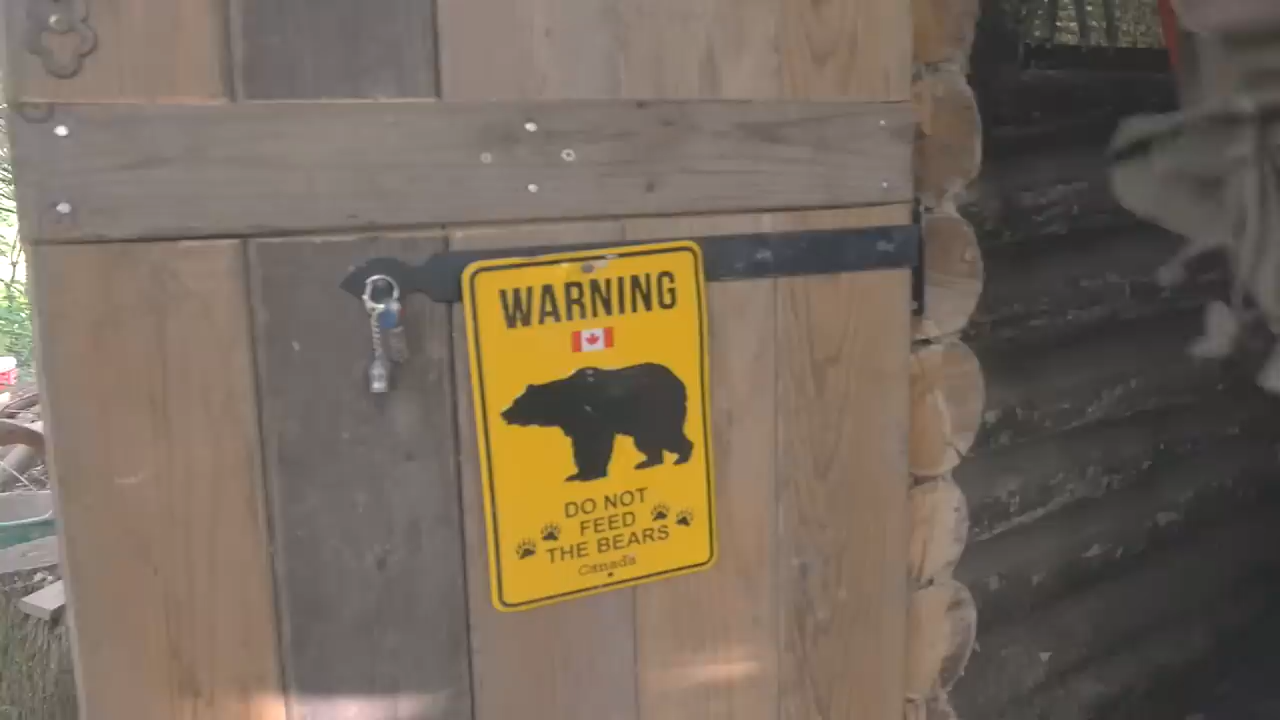 WARNING
DO NOT
FEED
THE BEARS
Canada